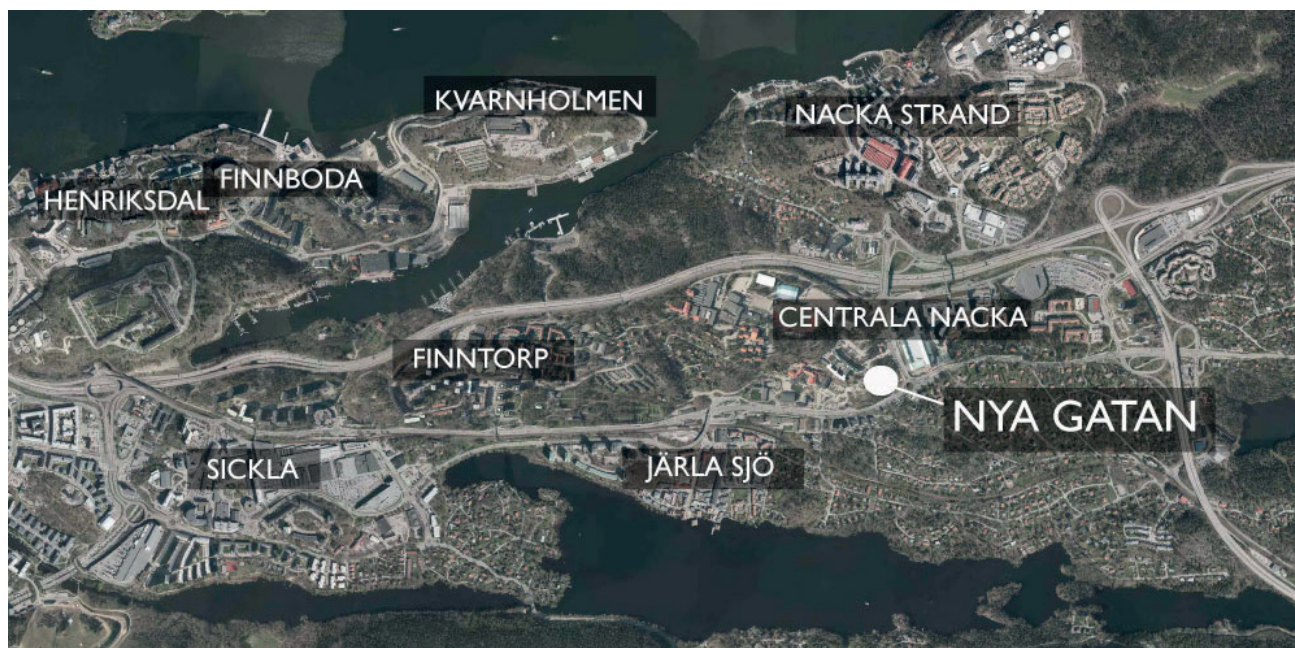 KVARNHOLMEN
NACKA STRAND
FINNBODA
HENRIKSDAL
CENTRALA NACKA
FINNTORP
NYA GATAN
SICKLA
JÄRLA SJÖ